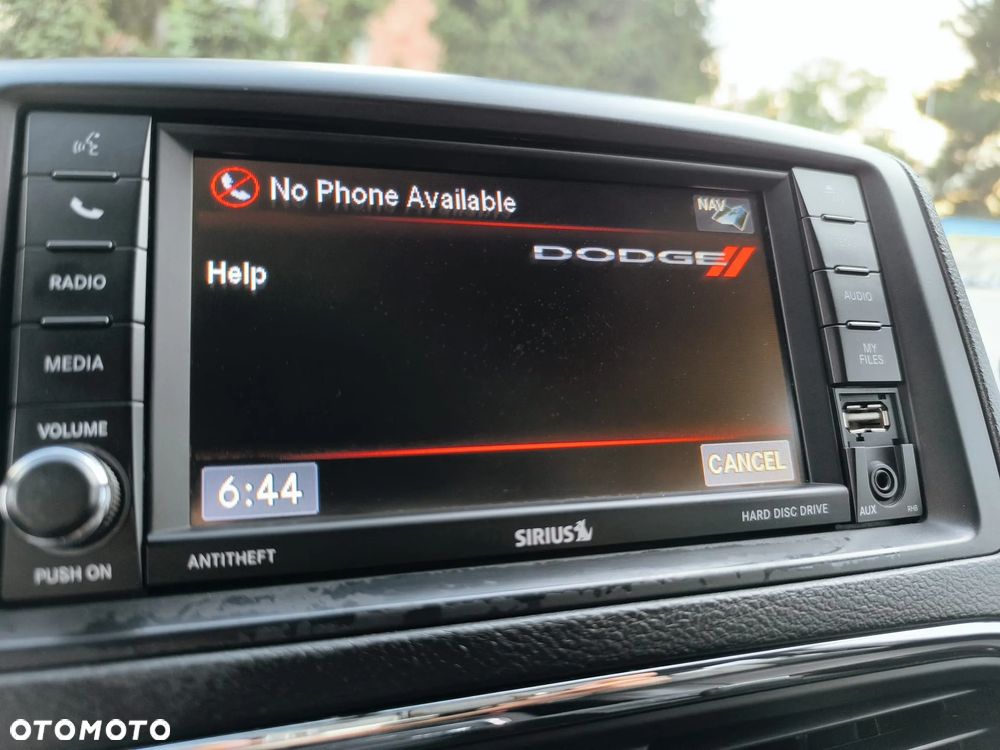 No Phone Available
NAV
DODGE
Help
RADIO
MEDIA
AUDIO
MY
FILES
VOLUME
6:44
CANCEL
PUSH ON
ANTITHEFT
SIRIUS
HARD DISC DRIVE
AUX
RHB
OTOMOTO